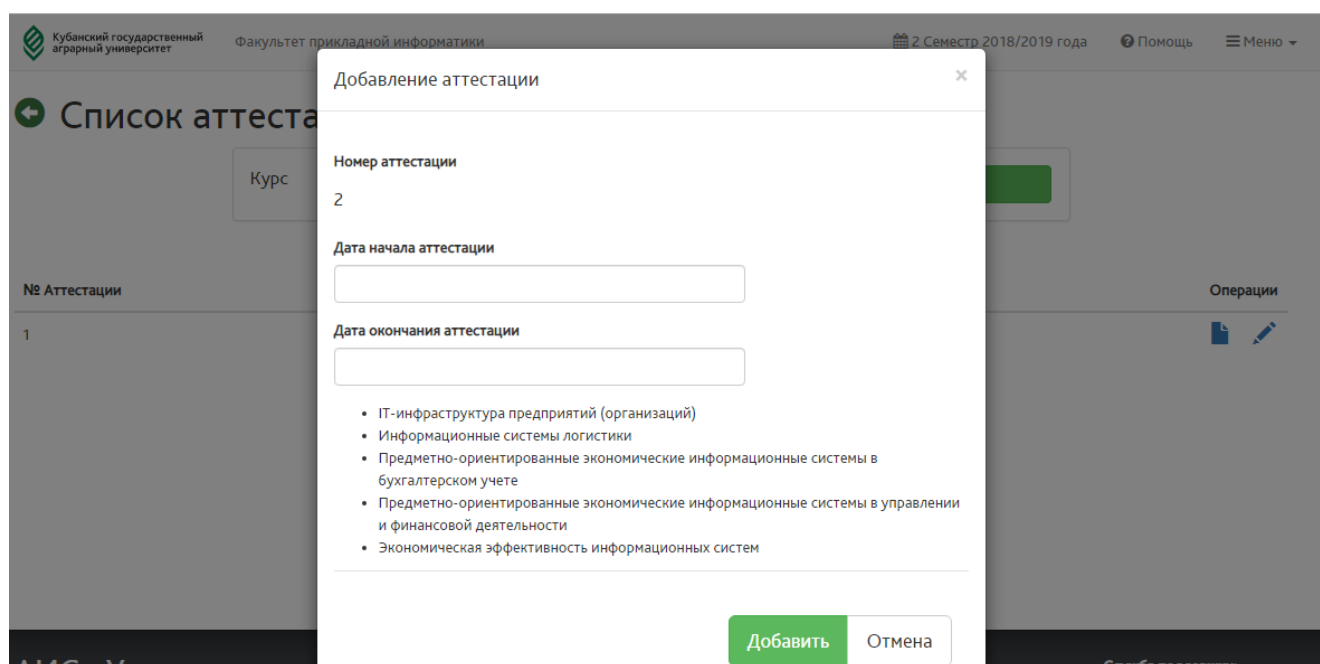 Кубанский государственный
аграрный университет
Факультет прикладной информатики
2 Семестр 2018/2019 года
Помощь
Меню
Добавление аттестации
×
Список аттеста
Номер аттестации
Курс
2
Дата начала аттестации
№ Аттестации
Операции
1
Дата окончания аттестации
• IT-инфраструктура предприятий (организаций)
• Информационные системы логистики
• Предметно-ориентированные экономические информационные системы в
бухгалтерском учете
• Предметно-ориентированные экономические информационные системы в управлении
и финансовой деятельности
• Экономическая эффективность информационных систем
Добавить
Отмена